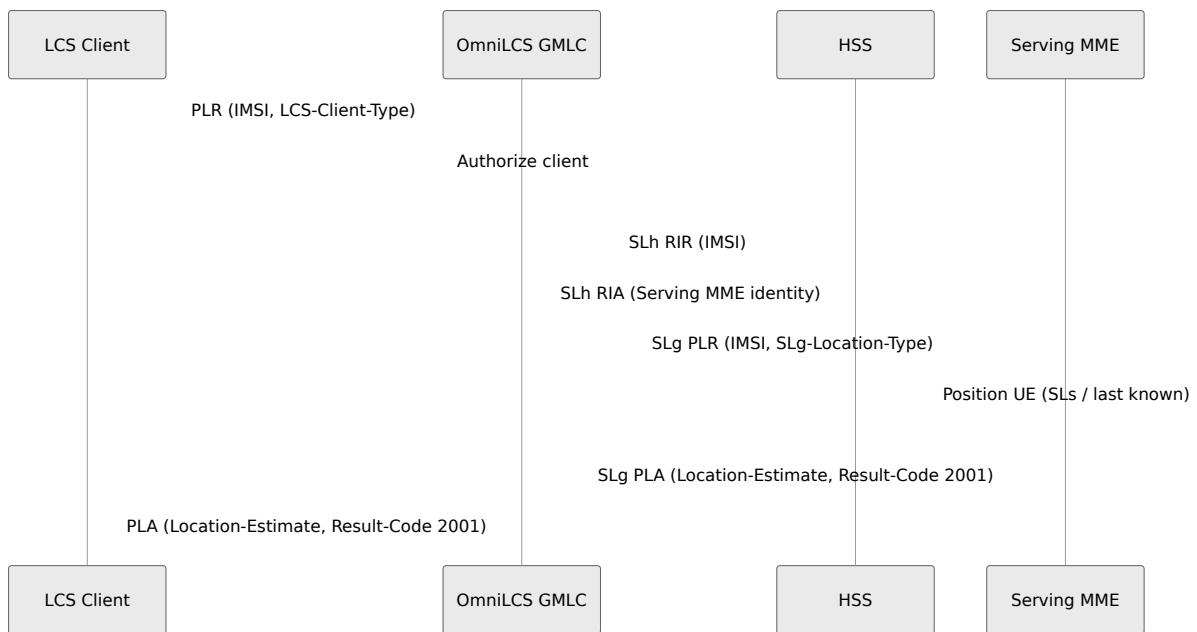 LCS Client
OmniLCS GMLC
HSS
Serving MME
PLR (IMSI, LCS-Client-Type)
Authorize client
SLh RIR (IMSI)
SLh RIA (Serving MME identity)
SLg PLR (IMSI, SLg-Location-Type)
Position UE (SLs / last known)
SLg PLA (Location-Estimate, Result-Code 2001)
PLA (Location-Estimate, Result-Code 2001)
LCS Client
OmniLCS GMLC
HSS
Serving MME